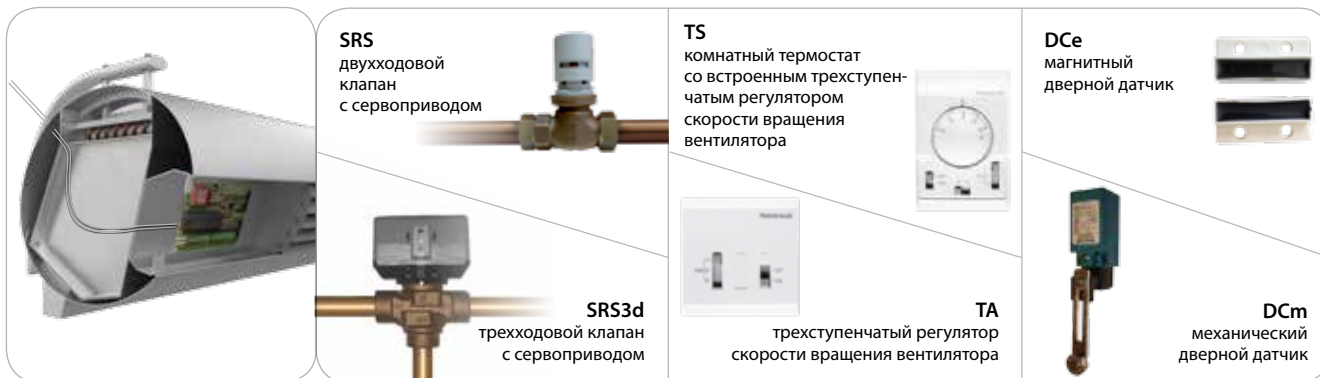 SRS
двухходовой
клапан
с сервоприводом
SRS3d
трехходовой клапан
с сервоприводом
TS
комнатный термостат
со встроенным трехступен-
чатым регулятором
скорости вращения
вентилятора
Honeywell
TA
трехступенчатый регулятор
скорости вращения вентилятора
DCe
магнитный
дверной датчик
DCm
механический
дверной датчик